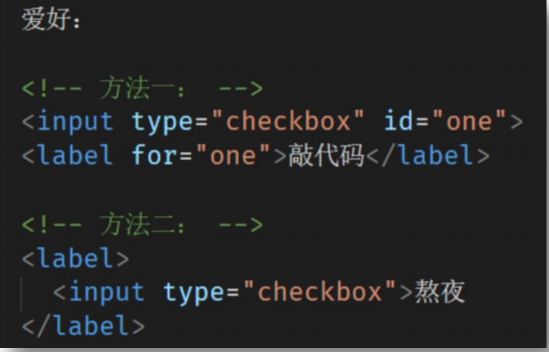 爱好：
<!-- 方法一： -->
<input type="checkbox" id="one">
<label for="one">敲代码</label>
<!-- 方法二： -->
<label>
<input type="checkbox">熬夜
</label>